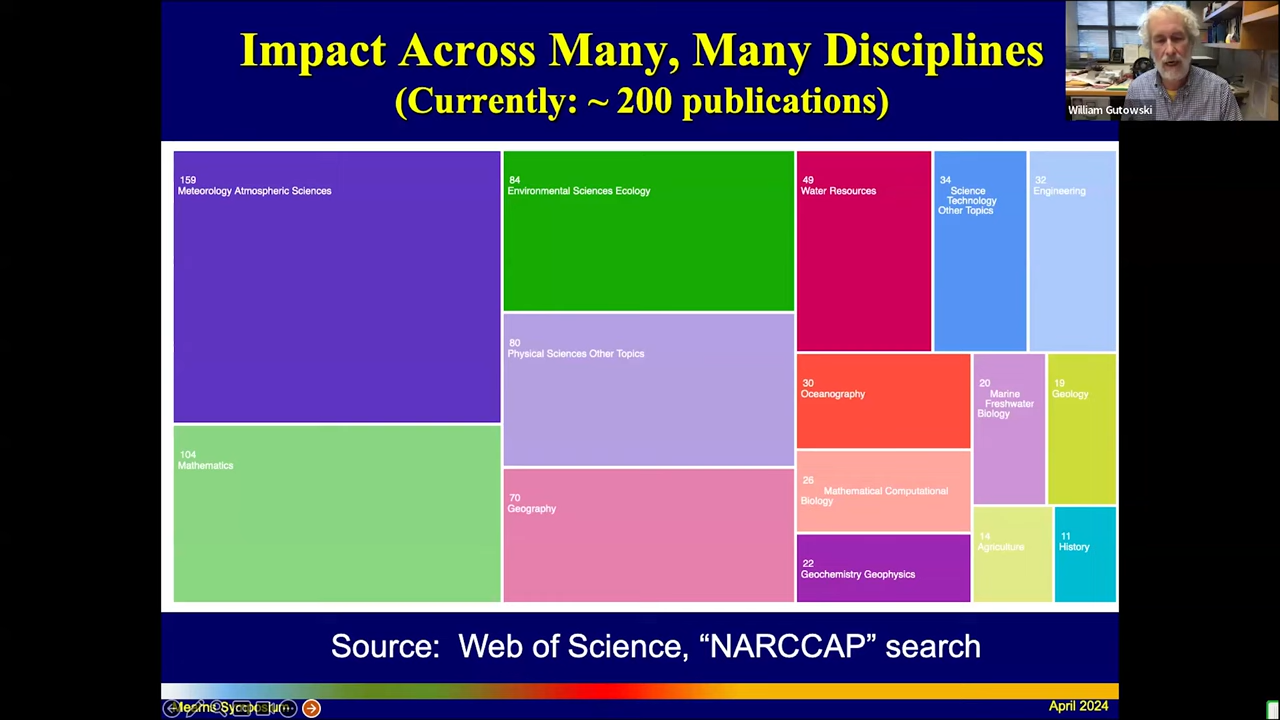 Impact Across Many, Many Disciplines
(Currently: ~ 200 publications)
William Gutowski
159
Meteorology Atmospheric Sciences
104
Mathematics
84
Environmental Sciences Ecology
80
Physical Sciences Other Topics
70
Geography
49
Water Resources
34
Science
Technology
Other Topics
32
Engineering
30
Oceanography
26
Mathematical Computational
Biology
22
Geochemistry Geophysics
20
Marine
Freshwater
Biology
19
Geology
14
Agriculture
11
History
Source: Web of Science, “NARCCAP” search
Mearns Symposium
April 2024